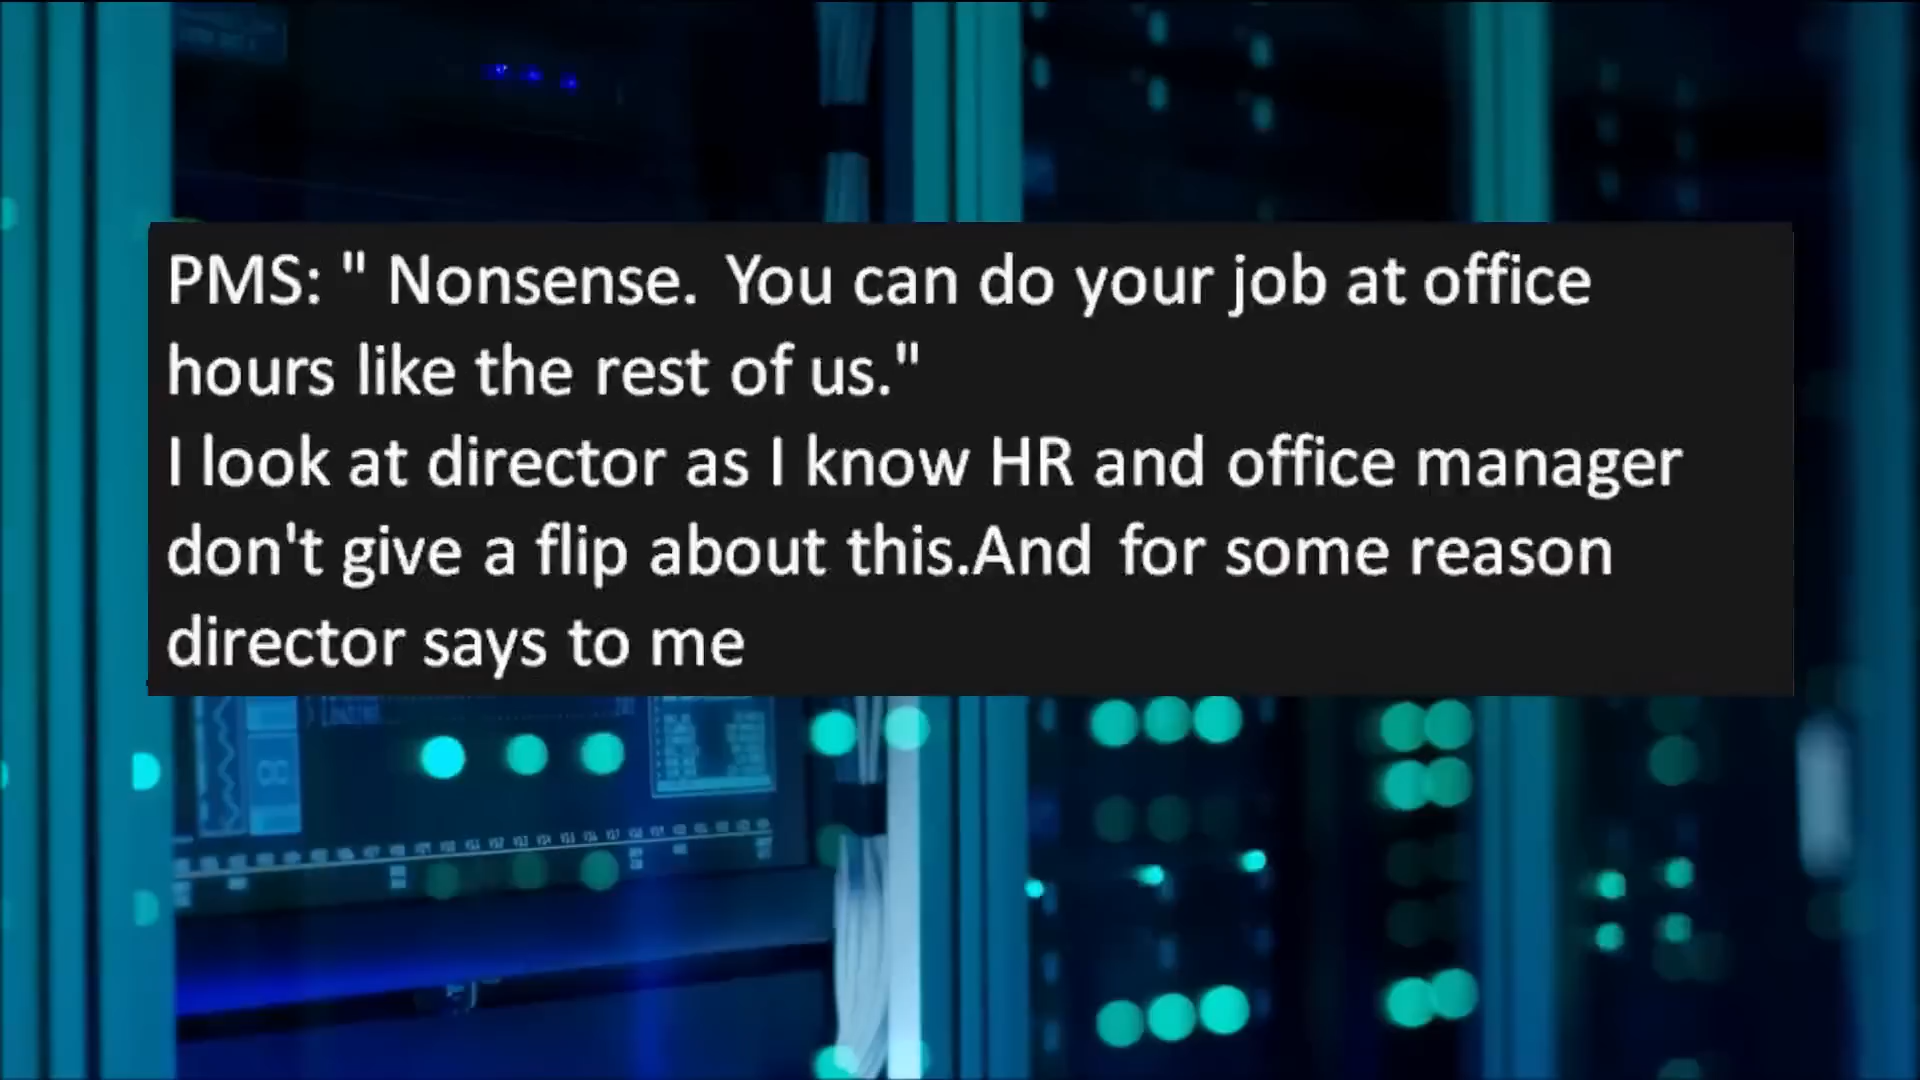 PMS: " Nonsense. You can do your job at office
hours like the rest of us."
I look at director as I know HR and office manager
don't give a flip about this.And for some reason
director says to me